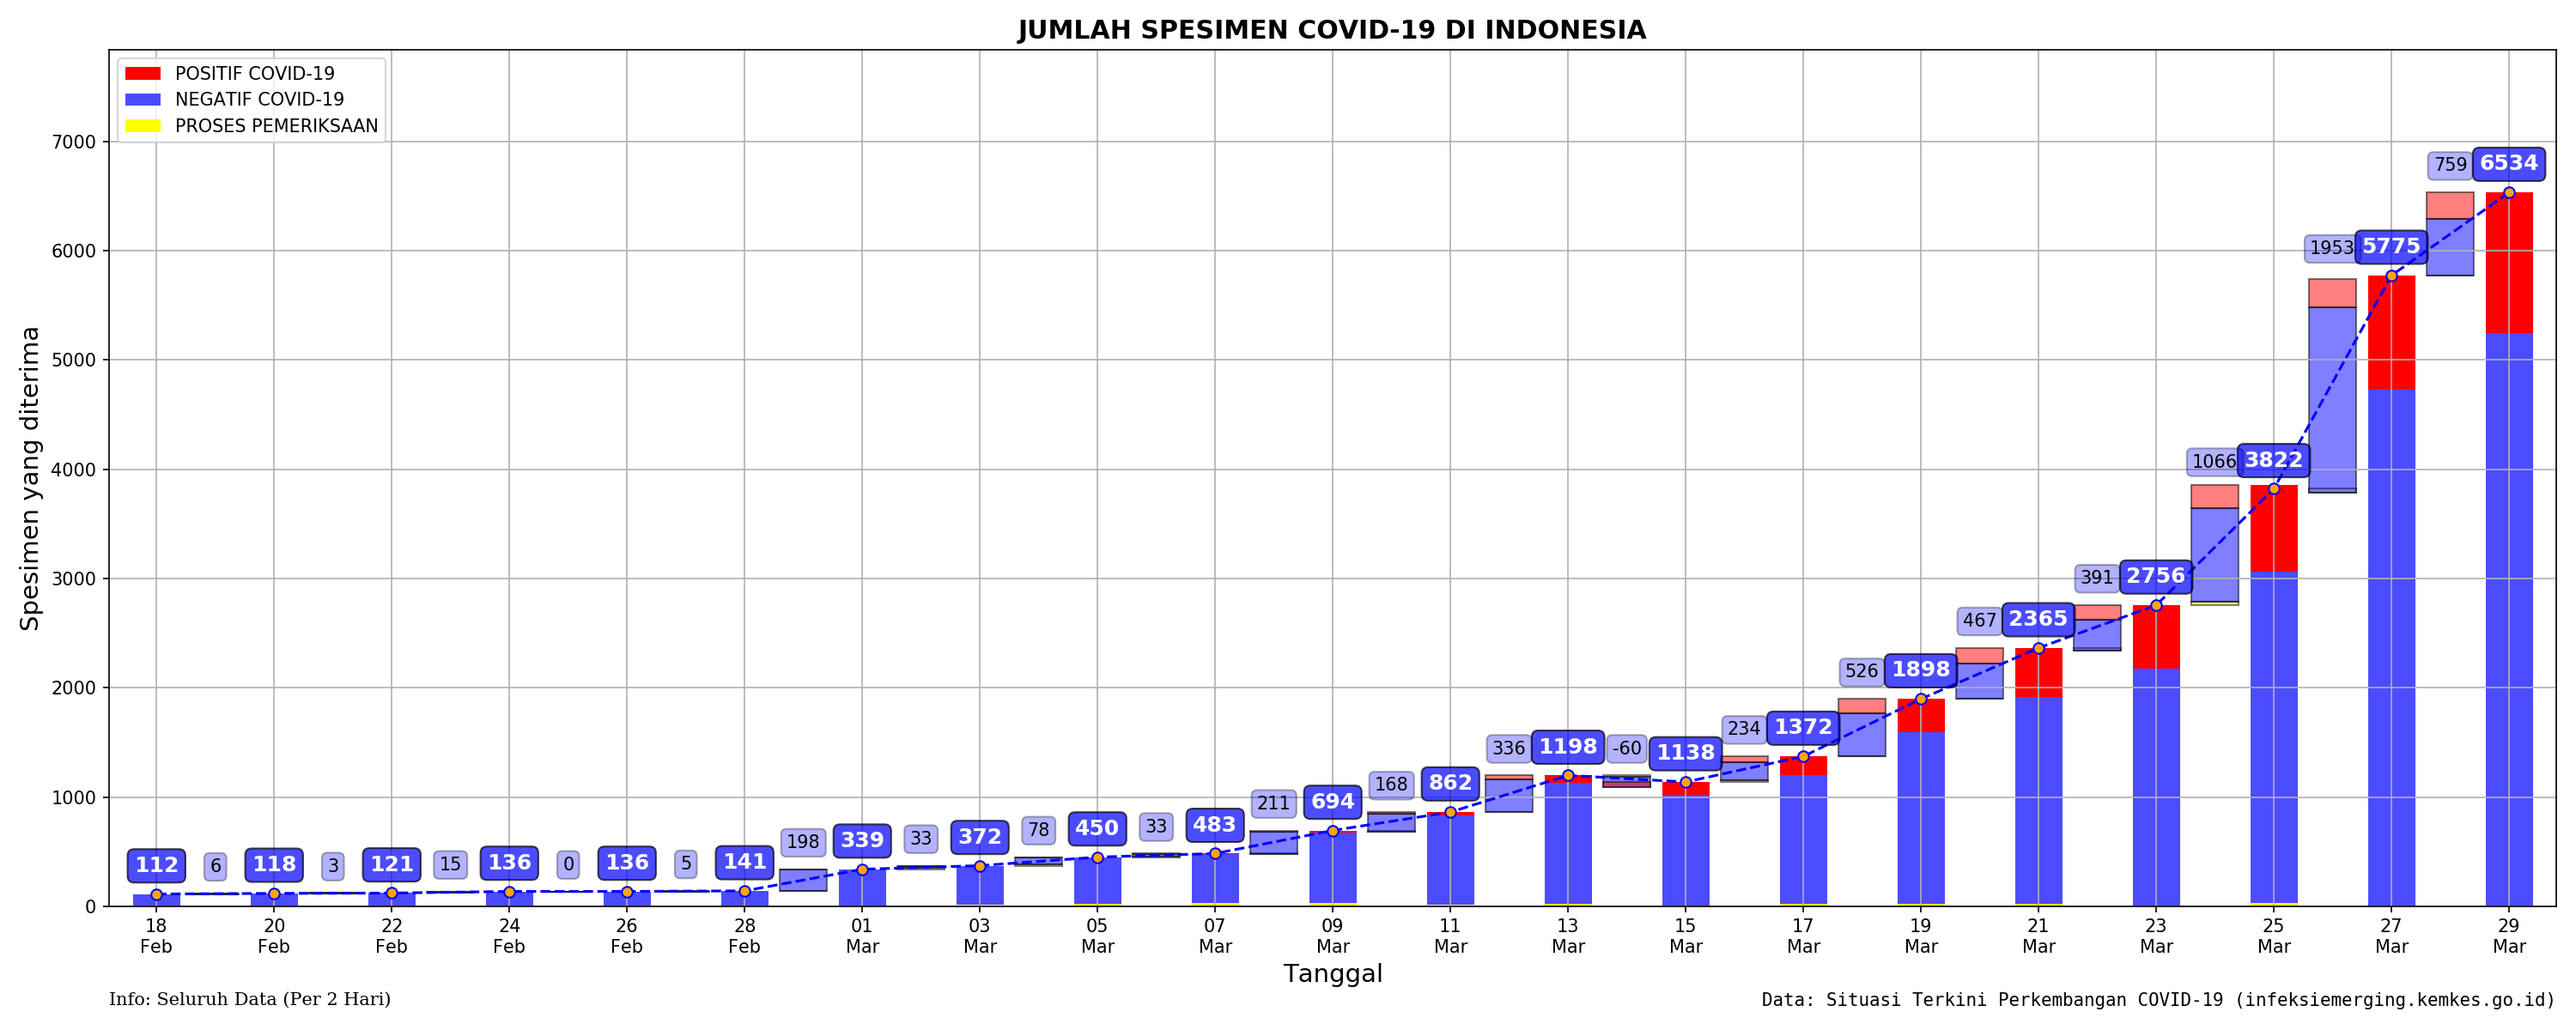 JUMLAH SPESIMEN COVID-19 DI INDONESIA
POSITIF COVID-19
NEGATIF COVID-19
PROSES PEMERIKSAAN
Spesimen yang diterima
7000
6000
5000
4000
3000
2000
1000
0
112 6 118 3 121 15 136 0 136 5 141 198 339 33 372 78 450 33 483 211 694 168 862 336 1198 -60 1138 234 1372 526 1898 467 2365 391 2756 1066 3822 1953 5775 759 6534
18 20 22 24 26 28 01 03 05 07 09 11 13 15 17 19 21 23 25 27 29
Feb Feb Feb Feb Feb Feb Mar Mar Mar Mar Mar Mar Mar Mar Mar Mar Mar Mar Mar Mar Mar
Tanggal
Info: Seluruh Data (Per 2 Hari)
Data: Situasi Terkini Perkembangan COVID-19 (infeksiemerging.kemkes.go.id)